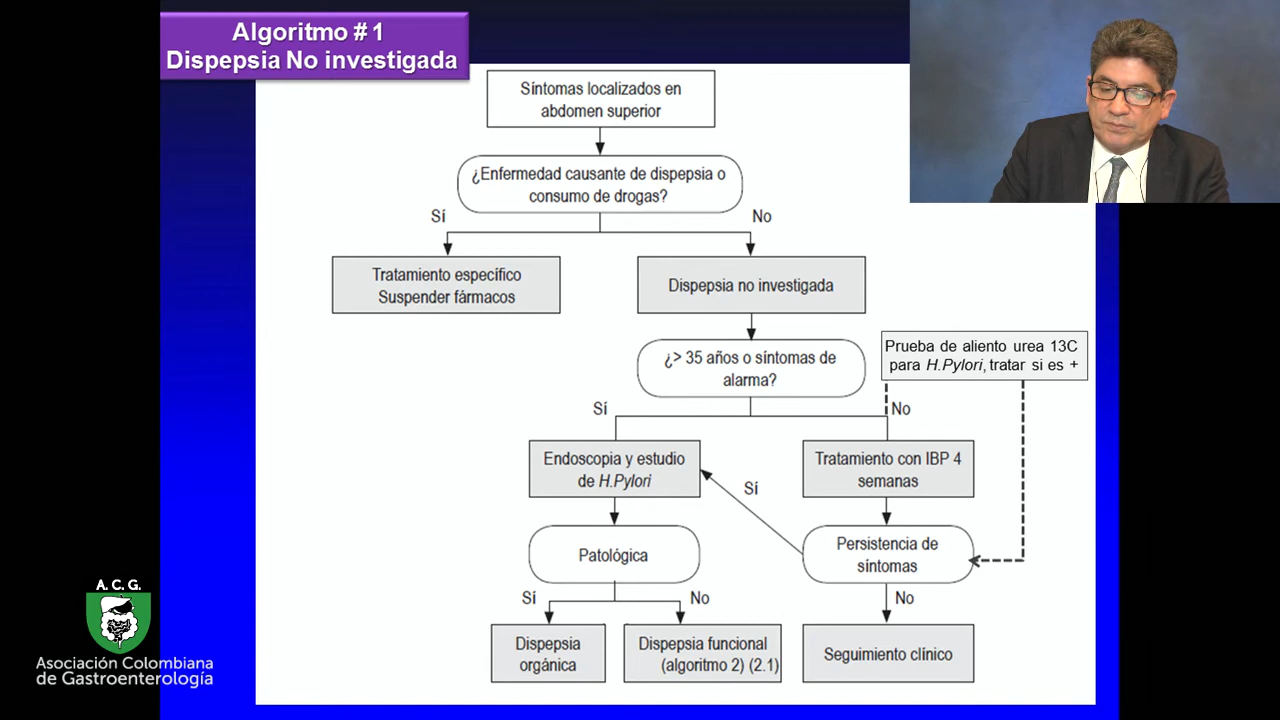 Algoritmo # 1
Dispepsia No investigada
Síntomas localizados en
abdomen superior
¿Enfermedad causante de dispepsia o
consumo de drogas?
Sí
No
Tratamiento específico
Suspender fármacos
Dispepsia no investigada
¿> 35 años o síntomas de
alarma?
Prueba de aliento urea 13C
para H.Pylori, tratar si es +
Sí
No
Endoscopia y estudio
de H.Pylori
Tratamiento con IBP 4
semanas
Sí
Patológica
Persistencia de
síntomas
Sí
No
No
Dispepsia
orgánica
Dispepsia funcional
(algoritmo 2) (2.1)
Seguimiento clínico
A. C. G.
Asociación Colombiana
de Gastroenterología